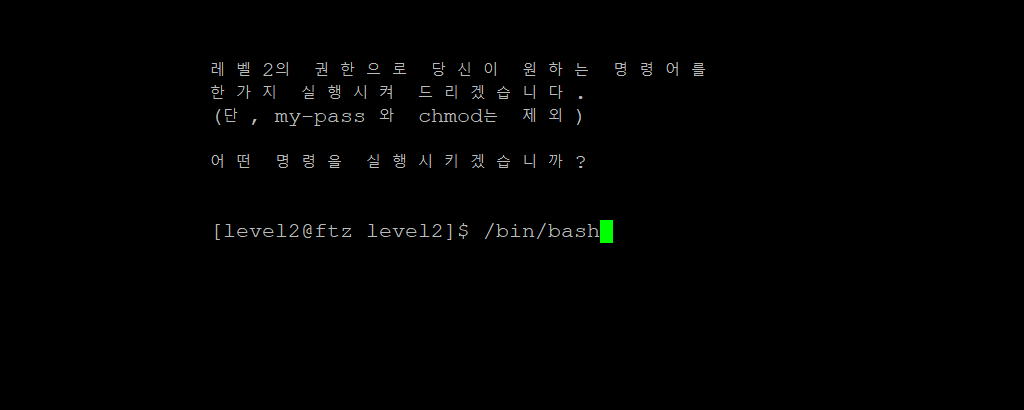 레벨2의 권한으로 당신이 원하는 명령어를
한가지 실행시켜 드리겠습니다.
(단, my-pass 와 chmod는 제외)
어떤 명령을 실행시키겠습니까?
[level2@ftz level2]$ /bin/bash